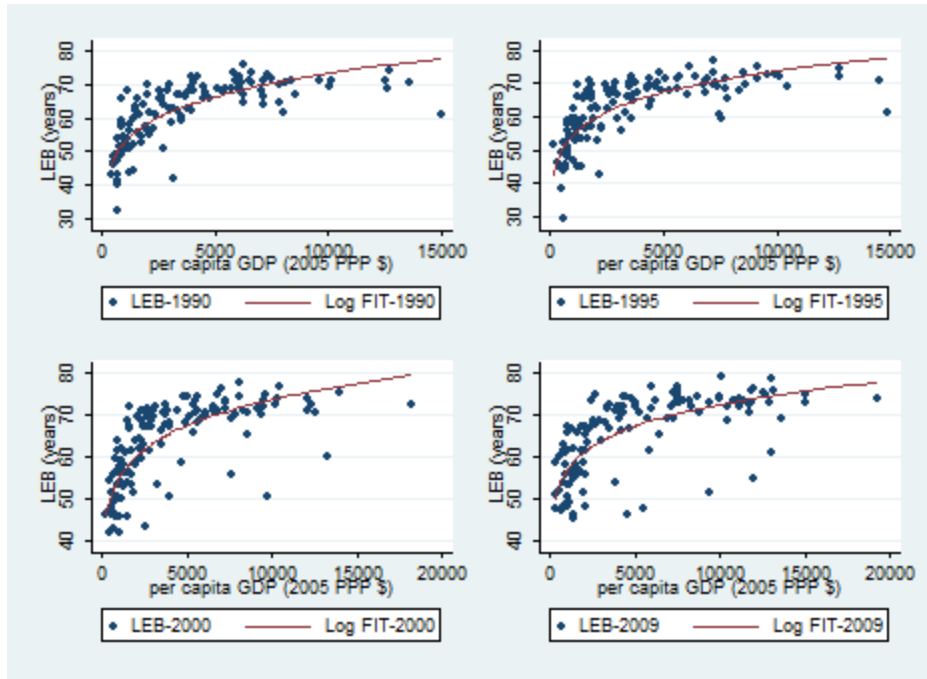 LEB (years)
80
70
60
50
40
30
0 5000 10000 15000
per capita GDP (2005 PPP $)
LEB-1990 Log FIT-1990
LEB (years)
80
70
60
50
40
30
0 5000 10000 15000
per capita GDP (2005 PPP $)
LEB-1995 Log FIT-1995
LEB (years)
80
70
60
50
40
0 5000 10000 15000 20000
per capita GDP (2005 PPP $)
LEB-2000 Log FIT-2000
LEB (years)
80
70
60
50
40
0 5000 10000 15000 20000
per capita GDP (2005 PPP $)
LEB-2009 Log FIT-2009